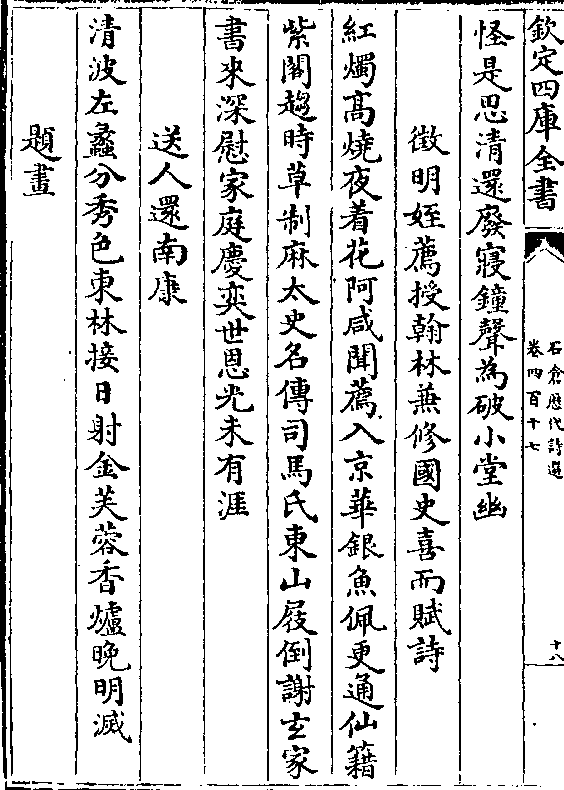 欽定四庫全書
石倉歷代詩選
卷四百十七
十八
怪是思清還廢寢鐘聲為破小堂幽
徵明姪薦授翰林兼修國史喜而賦詩
紅燭高燒夜着花阿咸聞薦入京華銀魚佩更通仙籍
紫閣趨時草制麻太史名傳司馬氏東山屐倒謝玄家
書來深慰家庭慶奕世恩光未有涯
送人還南康
清波左蠡分秀色東林接日射金芙蓉香爐晚明滅
題畫